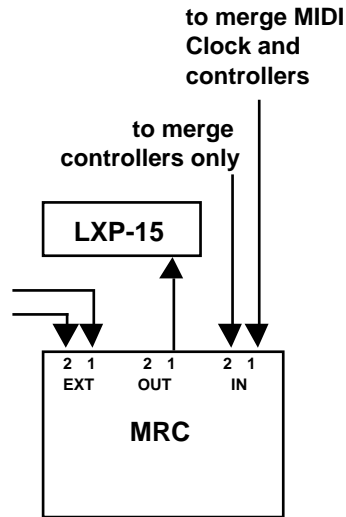 to merge MIDI
Clock and
controllers
to merge
controllers only
LXP-15
2 1 2 1 2 1
EXT OUT IN
MRC